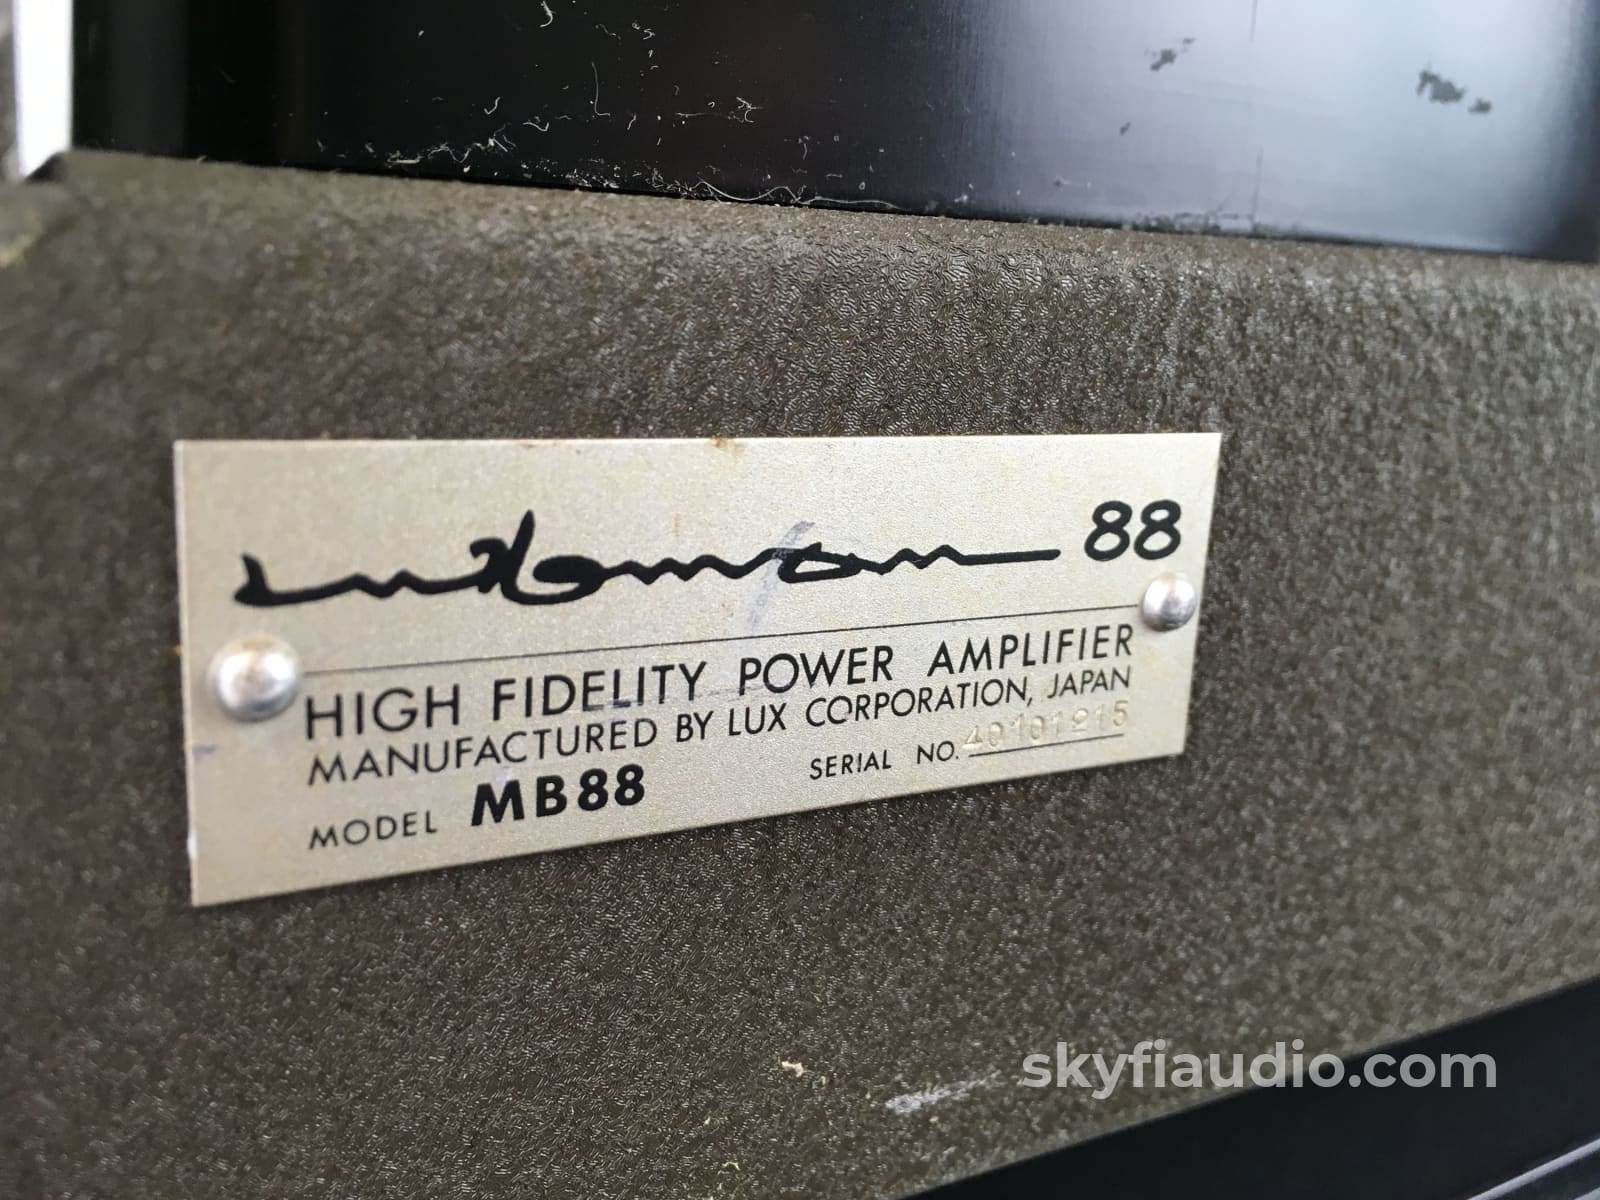 luxman 88
HIGH FIDELITY POWER AMPLIFIER
MANUFACTURED BY LUX CORPORATION, JAPAN
MODEL MB88 SERIAL NO. 40101215
skyfiaudio.com